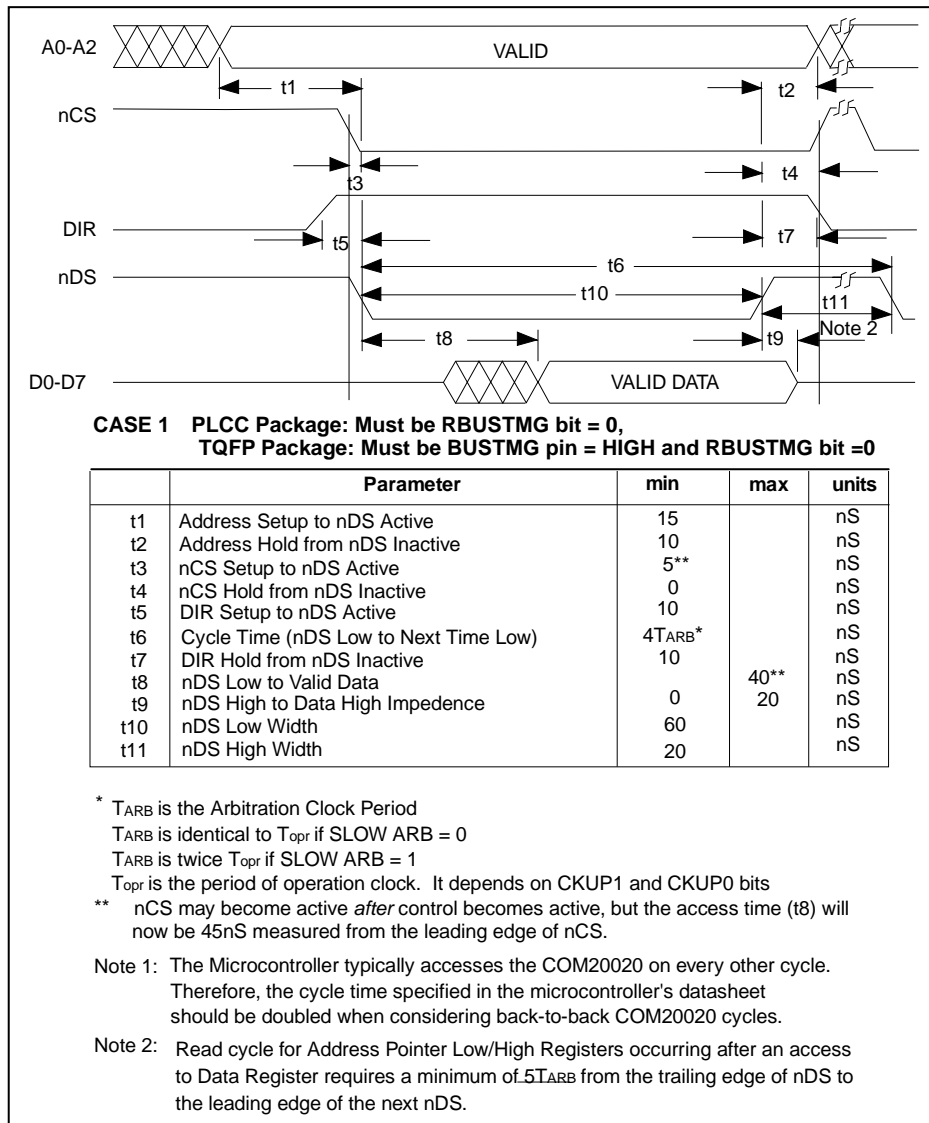 A0-A2
VALID
t1
t2
nCS
t3
t4
DIR
t5
t7
t6
nDS
t10
t11
Note 2
t8
t9
D0-D7
VALID DATA
CASE 1 PLCC Package: Must be RBUSTMG bit = 0,
TQFP Package: Must be BUSTMG pin = HIGH and RBUSTMG bit =0
Parameter min max units
t1 Address Setup to nDS Active 15 nS
t2 Address Hold from nDS Inactive 10 nS
t3 nCS Setup to nDS Active 5** nS
t4 nCS Hold from nDS Inactive 0 nS
t5 DIR Setup to nDS Active 10 nS
t6 Cycle Time (nDS Low to Next Time Low) 4TARB* nS
t7 DIR Hold from nDS Inactive 10 nS
t8 nDS Low to Valid Data 40** nS
t9 nDS High to Data High Impedence 0 20 nS
t10 nDS Low Width 60 nS
t11 nDS High Width 20 nS
* TARB is the Arbitration Clock Period
TARB is identical to Topr if SLOW ARB = 0
TARB is twice Topr if SLOW ARB = 1
Topr is the period of operation clock. It depends on CKUP1 and CKUP0 bits
** nCS may become active after control becomes active, but the access time (t8) will
now be 45nS measured from the leading edge of nCS.
Note 1: The Microcontroller typically accesses the COM20020 on every other cycle.
Therefore, the cycle time specified in the microcontroller's datasheet
should be doubled when considering back-to-back COM20020 cycles.
Note 2: Read cycle for Address Pointer Low/High Registers occurring after an access
to Data Register requires a minimum of 5TARB from the trailing edge of nDS to
the leading edge of the next nDS.